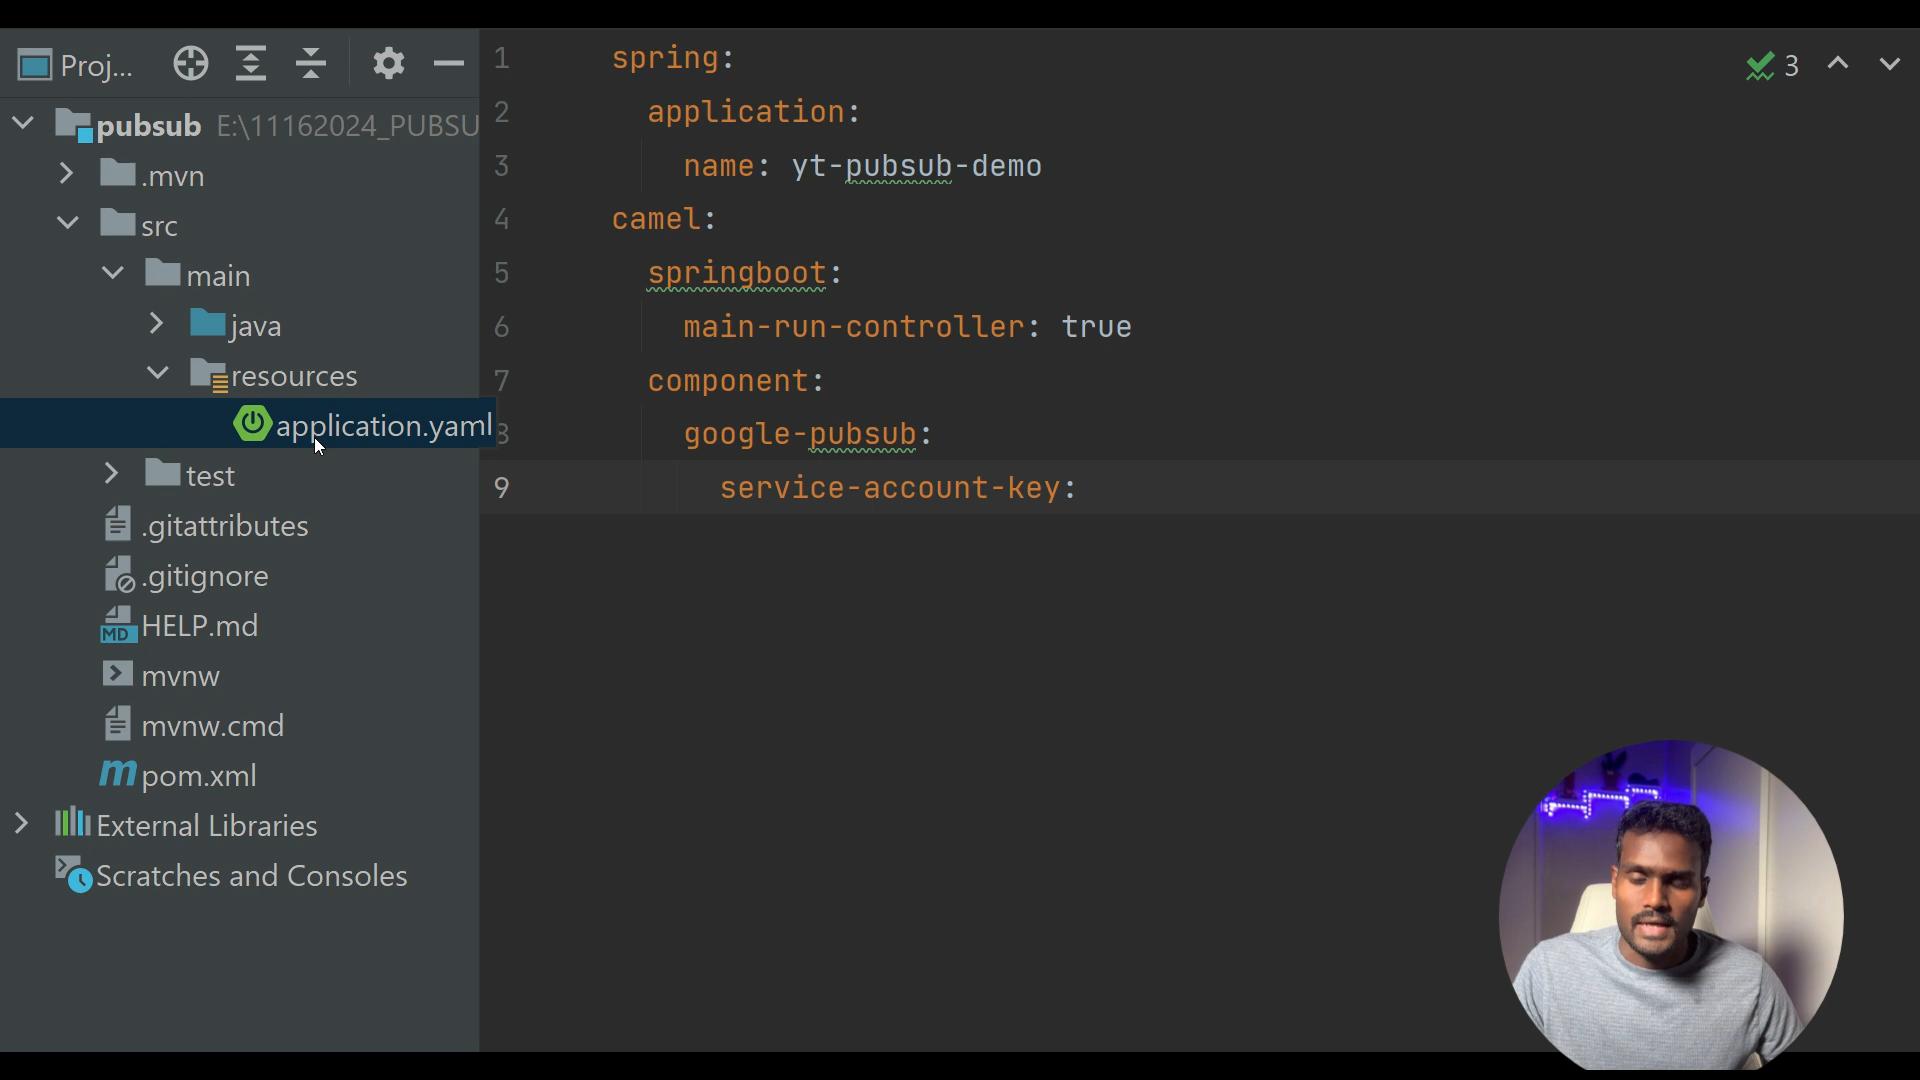 Proj...
pubsub E:\11162024_PUBSU
.mvn
src
main
java
resources
application.yaml
test
.gitattributes
.gitignore
HELP.md
mvnw
mvnw.cmd
pom.xml
External Libraries
Scratches and Consoles
1 spring:
2 application:
3 name: yt-pubsub-demo
4 camel:
5 springboot:
6 main-run-controller: true
7 component:
8 google-pubsub:
9 service-account-key:
3
MD